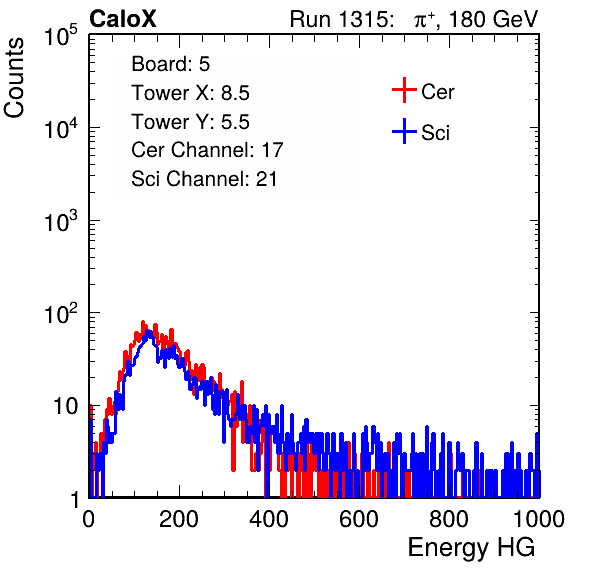 CaloX Run 1315: π⁺, 180 GeV
Counts
10⁵
10⁴
10³
10²
10
1
Board: 5
Tower X: 8.5
Tower Y: 5.5
Cer Channel: 17
Sci Channel: 21
Cer
Sci
0 200 400 600 800 1000
Energy HG